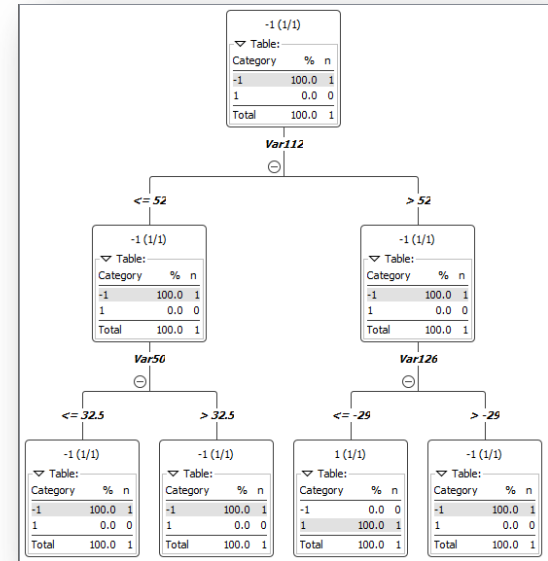 -1 (1/1)
Table:
Category % n
-1 100.0 1
1 0.0 0
Total 100.0 1
Var112
<= 52 > 52
-1 (1/1) -1 (1/1)
Table: Table:
Category % n Category % n
-1 100.0 1 -1 100.0 1
1 0.0 0 1 0.0 0
Total 100.0 1 Total 100.0 1
Var50 Var126
<= 32.5 > 32.5 <= -29 > -29
-1 (1/1) -1 (1/1) 1 (1/1) -1 (1/1)
Table: Table: Table: Table:
Category % n Category % n Category % n Category % n
-1 100.0 1 -1 100.0 1 -1 0.0 0 -1 100.0 1
1 0.0 0 1 0.0 0 1 100.0 1 1 0.0 0
Total 100.0 1 Total 100.0 1 Total 100.0 1 Total 100.0 1